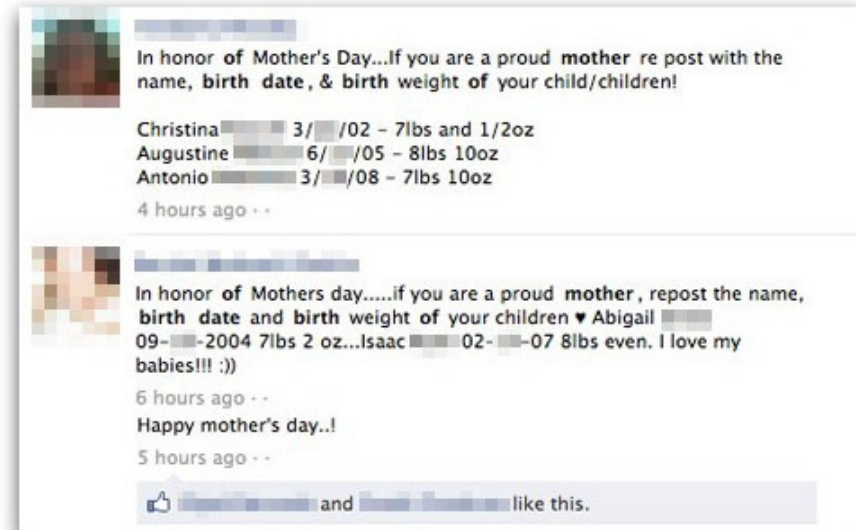 In honor of Mother's Day...If you are a proud mother re post with the
name, birth date, & birth weight of your child/children!
Christina 3/ /02 - 7lbs and 1/2oz
Augustine 6/ /05 - 8lbs 10oz
Antonio 3/ /08 - 7lbs 10oz
4 hours ago · ·
In honor of Mothers day.....if you are a proud mother, repost the name,
birth date and birth weight of your children ♥ Abigail
09- -2004 7lbs 2 oz...Isaac 02- -07 8lbs even. I love my
babies!!! :))
6 hours ago · ·
Happy mother's day..!
5 hours ago · ·
and like this.